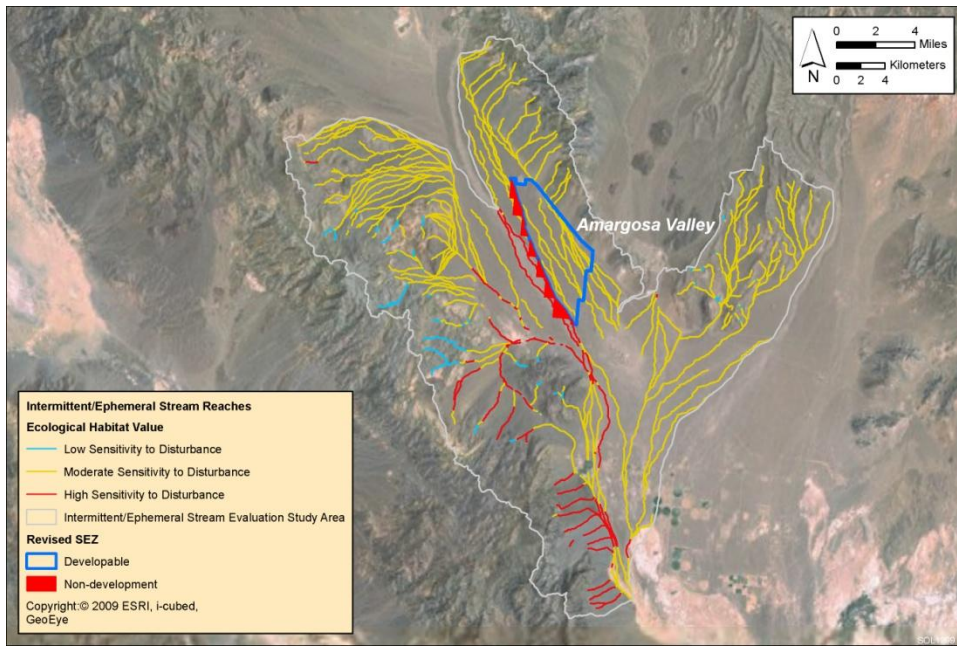 0 2 4
Miles
Kilometers
0 2 4
N
Amargosa Valley
Intermittent/Ephemeral Stream Reaches
Ecological Habitat Value
Low Sensitivity to Disturbance
Moderate Sensitivity to Disturbance
High Sensitivity to Disturbance
Intermittent/Ephemeral Stream Evaluation Study Area
Revised SEZ
Developable
Non-development
Copyright:© 2009 ESRI, i-cubed,
GeoEye